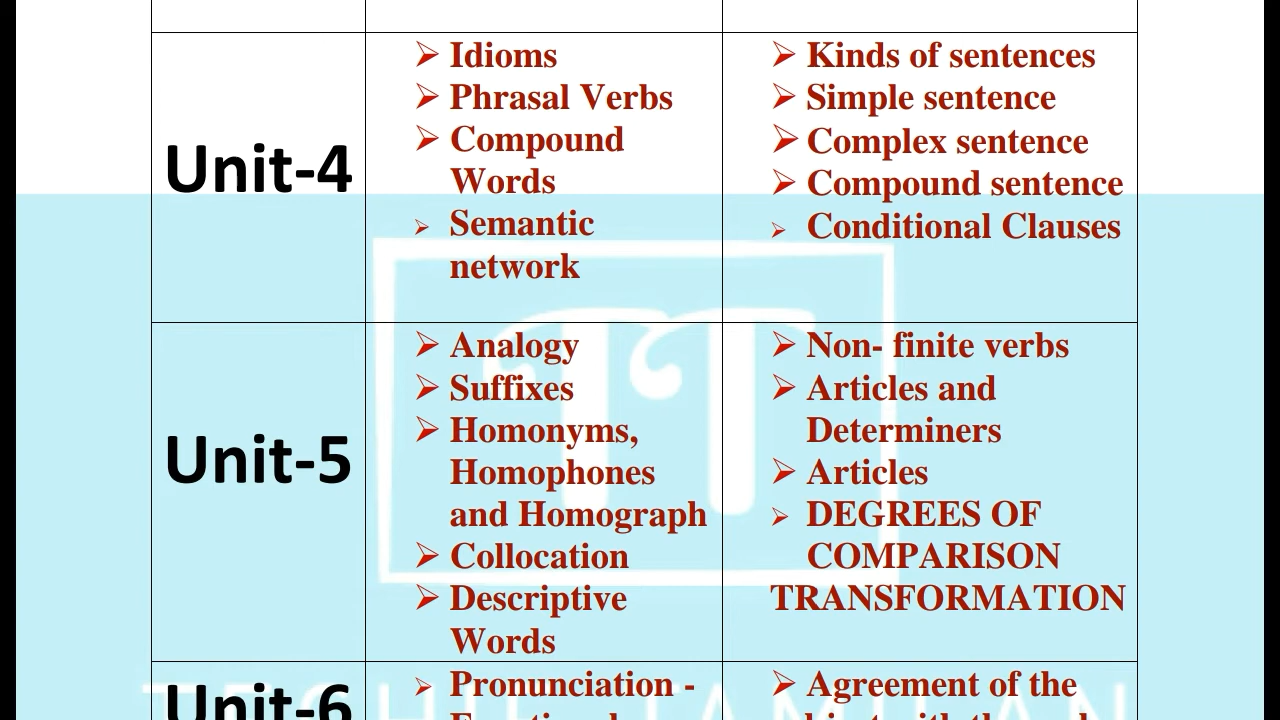 Unit-4
Idioms
Phrasal Verbs
Compound
Words
Semantic
network
Kinds of sentences
Simple sentence
Complex sentence
Compound sentence
Conditional Clauses
Unit-5
Analogy
Suffixes
Homonyms,
Homophones
and Homograph
Collocation
Descriptive
Words
Non- finite verbs
Articles and
Determiners
Articles
DEGREES OF
COMPARISON
TRANSFORMATION
Unit-6
Pronunciation -
Agreement of the